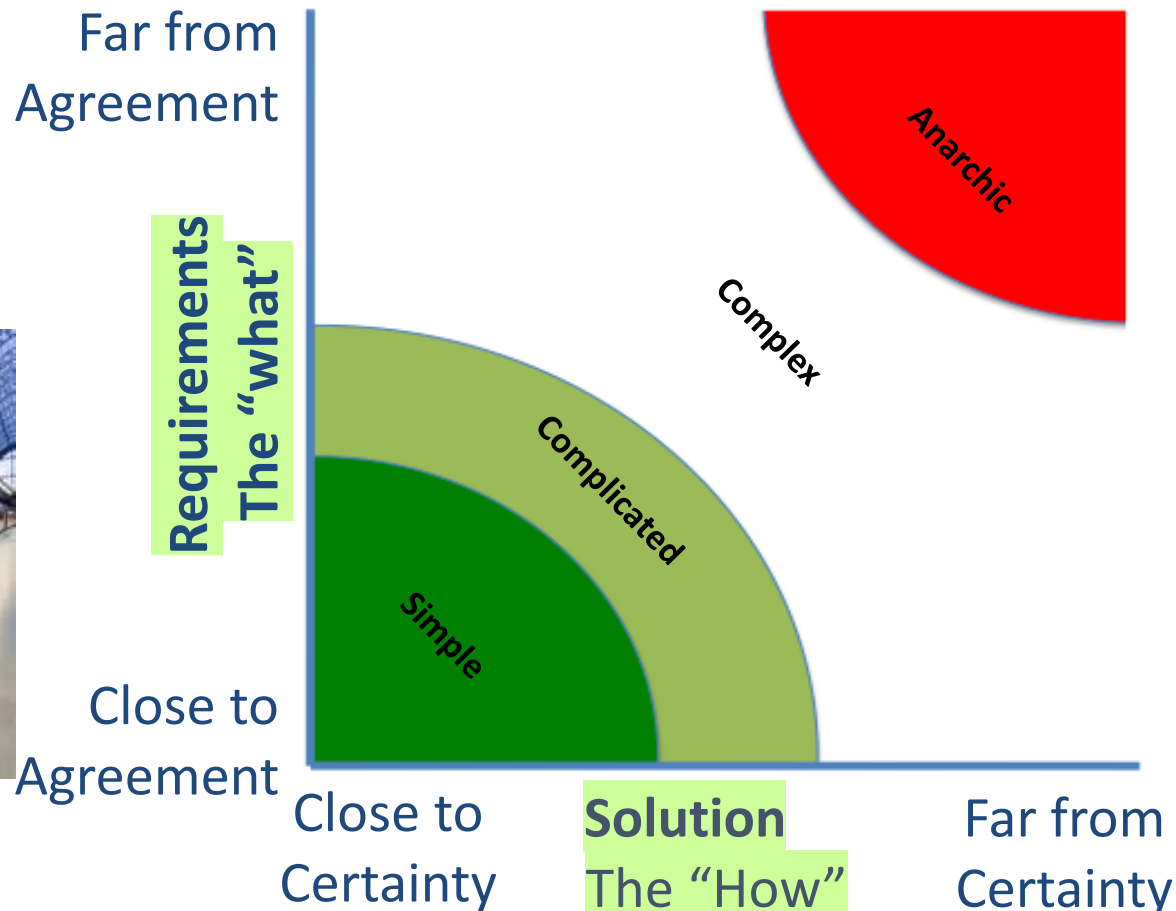 Far from
Agreement
Anarchic
Requirements
The “what”
Complex
Complicated
Simple
Close to
Agreement
Close to
Certainty
Solution
The “How”
Far from
Certainty